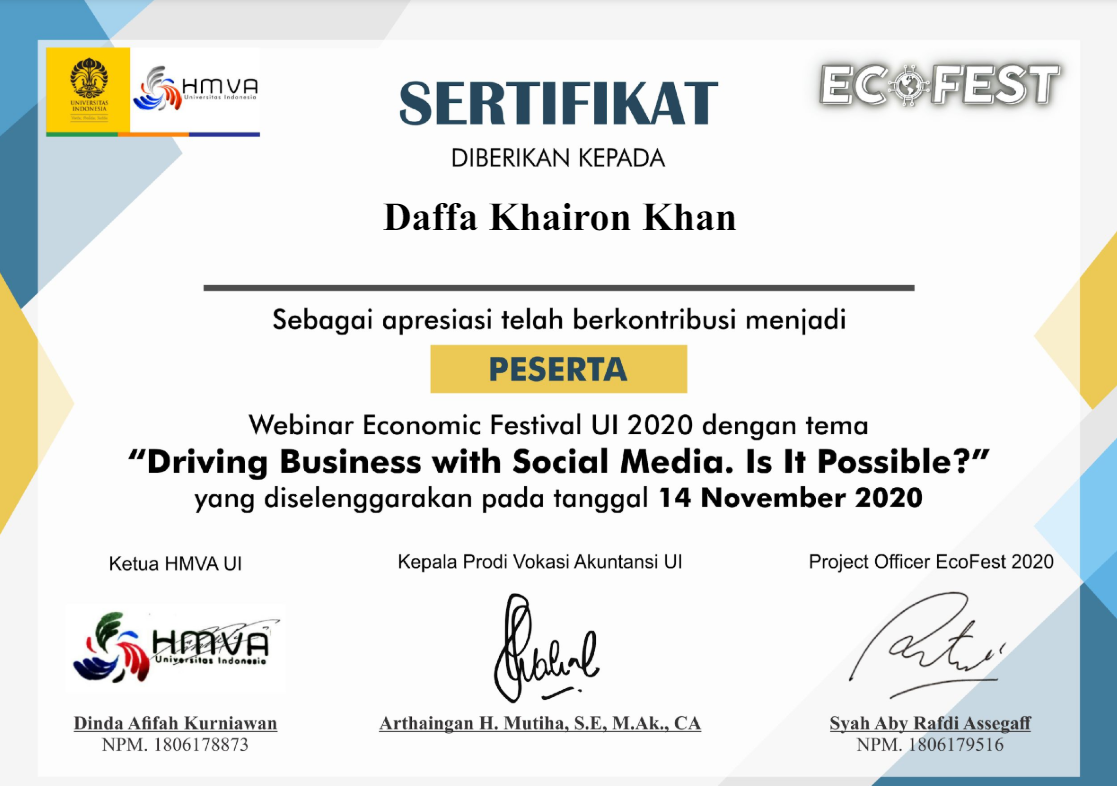 UNIVERSITAS
INDONESIA
HMVA
Universitas Indonesia
ECOFEST
SERTIFIKAT
DIBERIKAN KEPADA
Daffa Khairon Khan
Sebagai apresiasi telah berkontribusi menjadi
PESERTA
Webinar Economic Festival UI 2020 dengan tema
“Driving Business with Social Media. Is It Possible?”
yang diselenggarakan pada tanggal 14 November 2020
Ketua HMVA UI
Kepala Prodi Vokasi Akuntansi UI
Project Officer EcoFest 2020
HMVA
Universitas Indonesia
Dinda Afifah Kurniawan
NPM. 1806178873
Arthaingan H. Mutiha, S.E, M.Ak., CA
Syah Aby Rafdi Assegaff
NPM. 1806179516